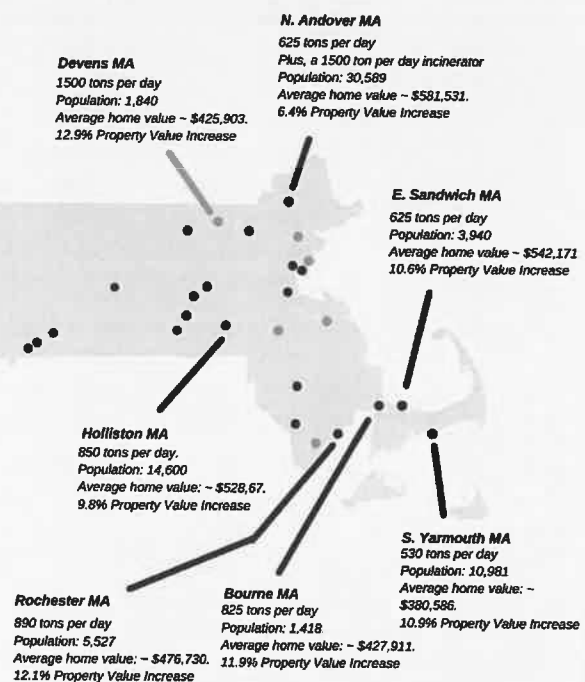 N. Andover MA
625 tons per day
Plus, a 1500 ton per day incinerator
Population: 30,589
Average home value ~ $581,531.
6.4% Property Value Increase
Devens MA
1500 tons per day
Population: 1,840
Average home value ~ $425,903.
12.9% Property Value Increase
E. Sandwich MA
625 tons per day
Population: 3,940
Average home value ~ $542,171
10.6% Property Value Increase
Holliston MA
850 tons per day.
Population: 14,600
Average home value: ~ $528,67.
9.8% Property Value Increase
S. Yarmouth MA
530 tons per day
Population: 10,981
Average home value: ~
$380,586.
10.9% Property Value Increase
Rochester MA
890 tons per day
Population: 5,527
Average home value: ~ $476,730.
12.1% Property Value Increase
Bourne MA
825 tons per day
Population: 1,418
Average home value: ~ $427,911.
11.9% Property Value Increase